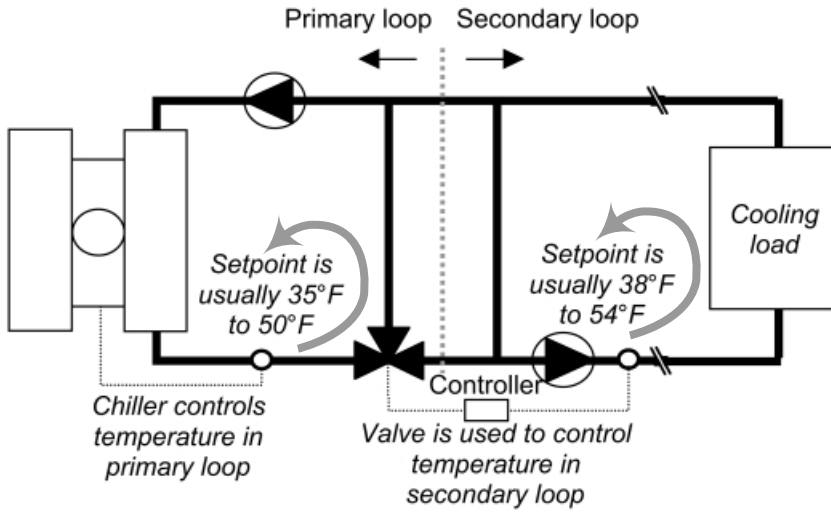 Primary loop
Secondary loop
Cooling
load
Setpoint is
usually 35°F
to 50°F
Setpoint is
usually 38°F
to 54°F
Controller
Chiller controls
temperature in
primary loop
Valve is used to control
temperature in
secondary loop